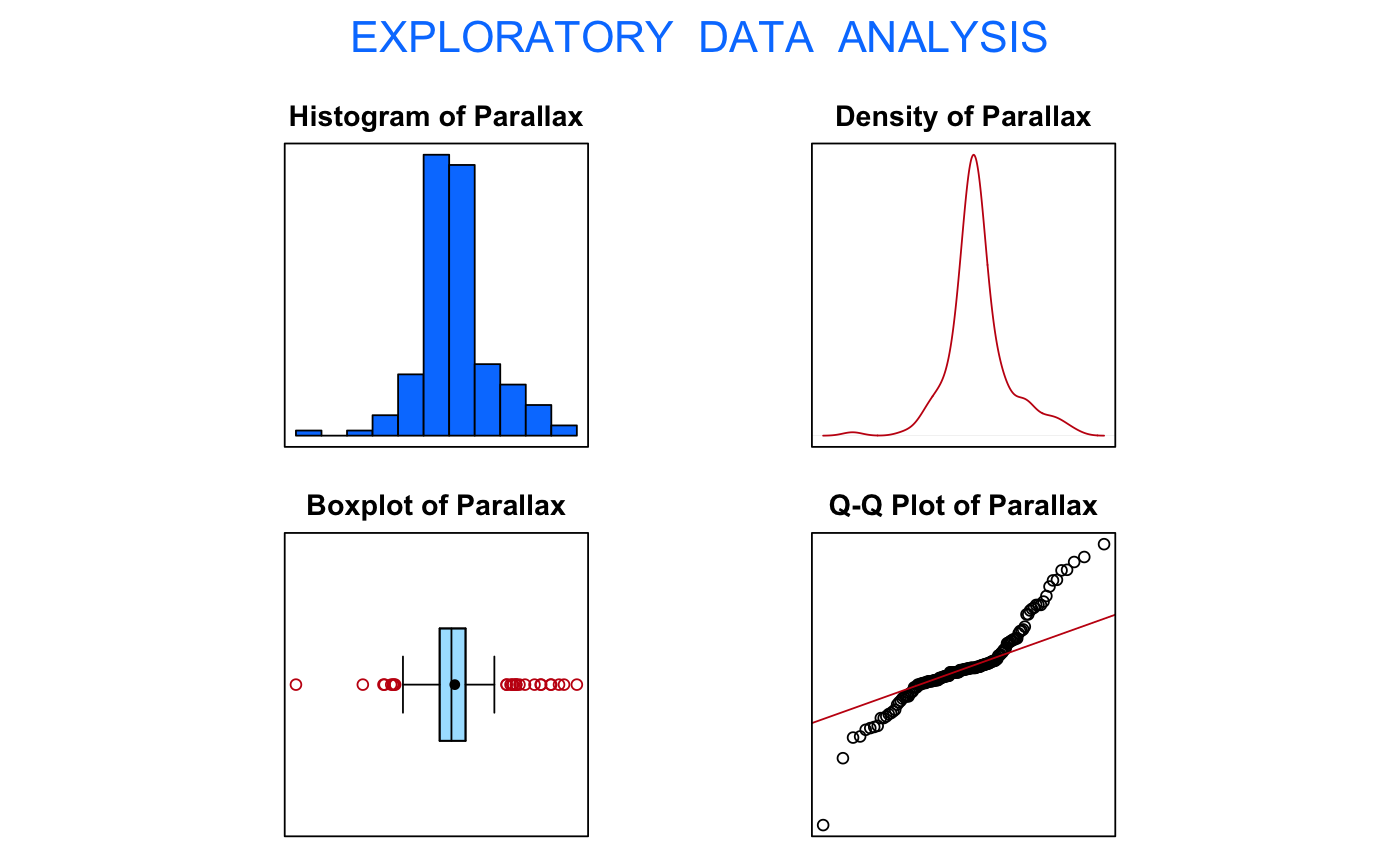 EXPLORATORY DATA ANALYSIS
Histogram of Parallax
Density of Parallax
Boxplot of Parallax
Q-Q Plot of Parallax